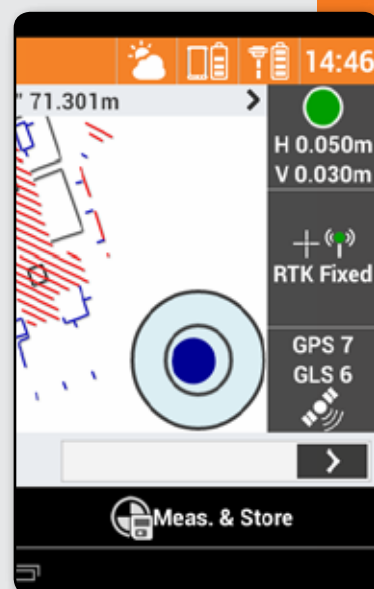 14:46
" 71.301m
H 0.050m
V 0.030m
RTK Fixed
GPS 7
GLS 6
Meas. & Store